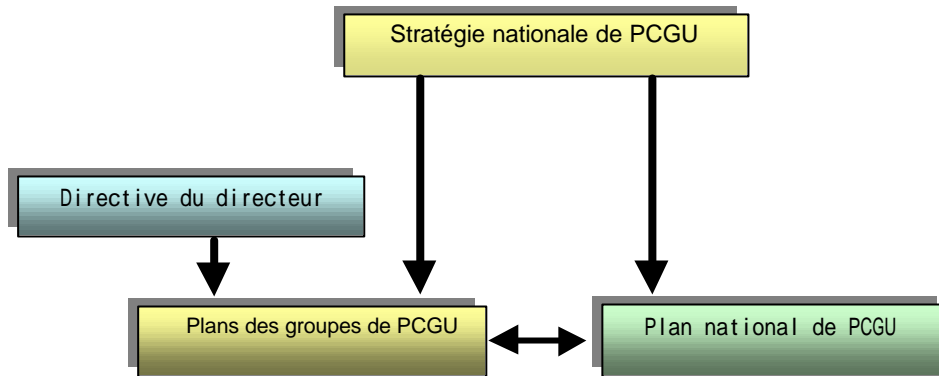 Stratégie nationale de PCGU
Directive du directeur
Plans des groupes de PCGU
Plan national de PCGU